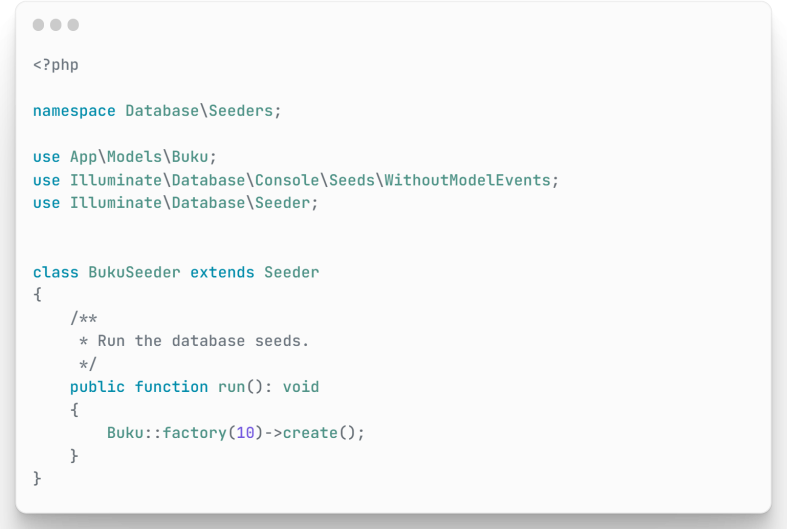 <?php
namespace Database\Seeders;
use App\Models\Buku;
use Illuminate\Database\Console\Seeds\WithoutModelEvents;
use Illuminate\Database\Seeder;
class BukuSeeder extends Seeder
{
    /**
     * Run the database seeds.
     */
    public function run(): void
    {
        Buku::factory(10)->create();
    }
}